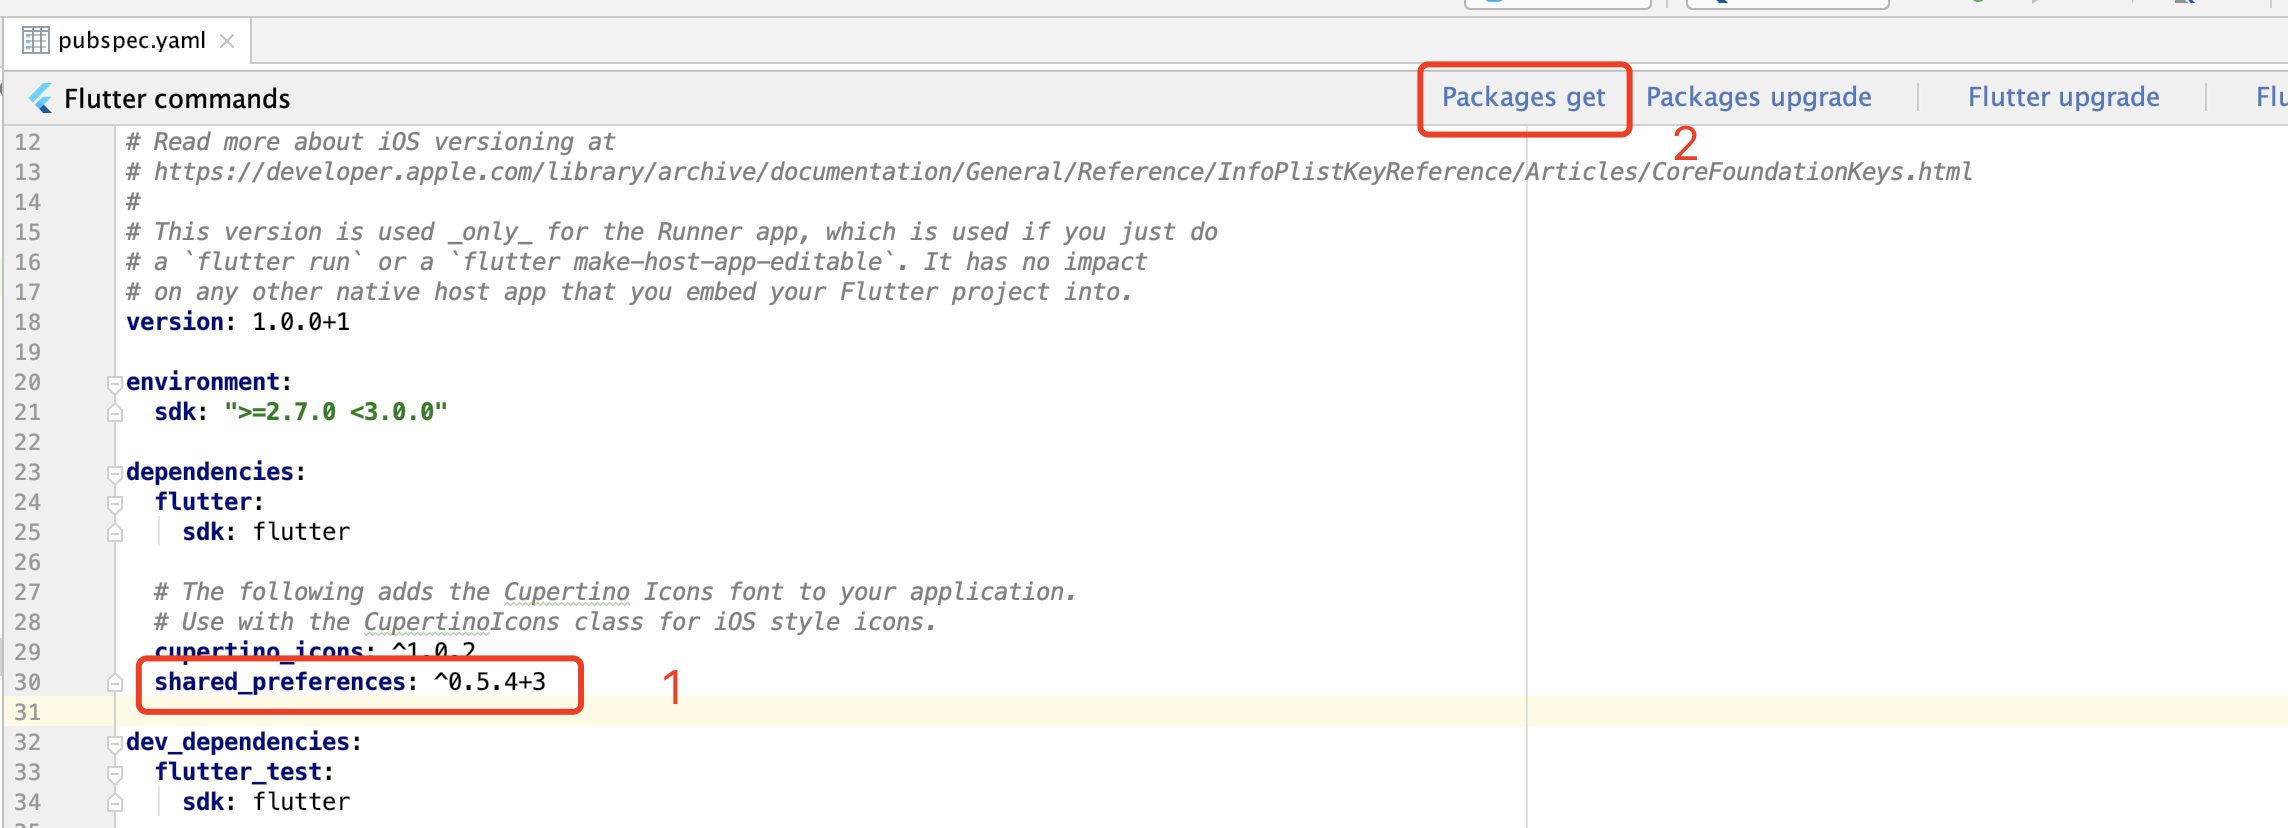 pubspec.yaml
Flutter commands Packages get Packages upgrade Flutter upgrade Flu
2
12 # Read more about iOS versioning at
13 # https://developer.apple.com/library/archive/documentation/General/Reference/InfoPlistKeyReference/Articles/CoreFoundationKeys.html
14 #
15 # This version is used _only_ for the Runner app, which is used if you just do
16 # a `flutter run` or a `flutter make-host-app-editable`. It has no impact
17 # on any other native host app that you embed your Flutter project into.
18 version: 1.0.0+1
19
20 environment:
21 sdk: ">=2.7.0 <3.0.0"
22
23 dependencies:
24 flutter:
25 sdk: flutter
26
27 # The following adds the Cupertino Icons font to your application.
28 # Use with the CupertinoIcons class for iOS style icons.
29 cupertino_icons: ^1.0.2
30 shared_preferences: ^0.5.4+3 1
31
32 dev_dependencies:
33 flutter_test:
34 sdk: flutter